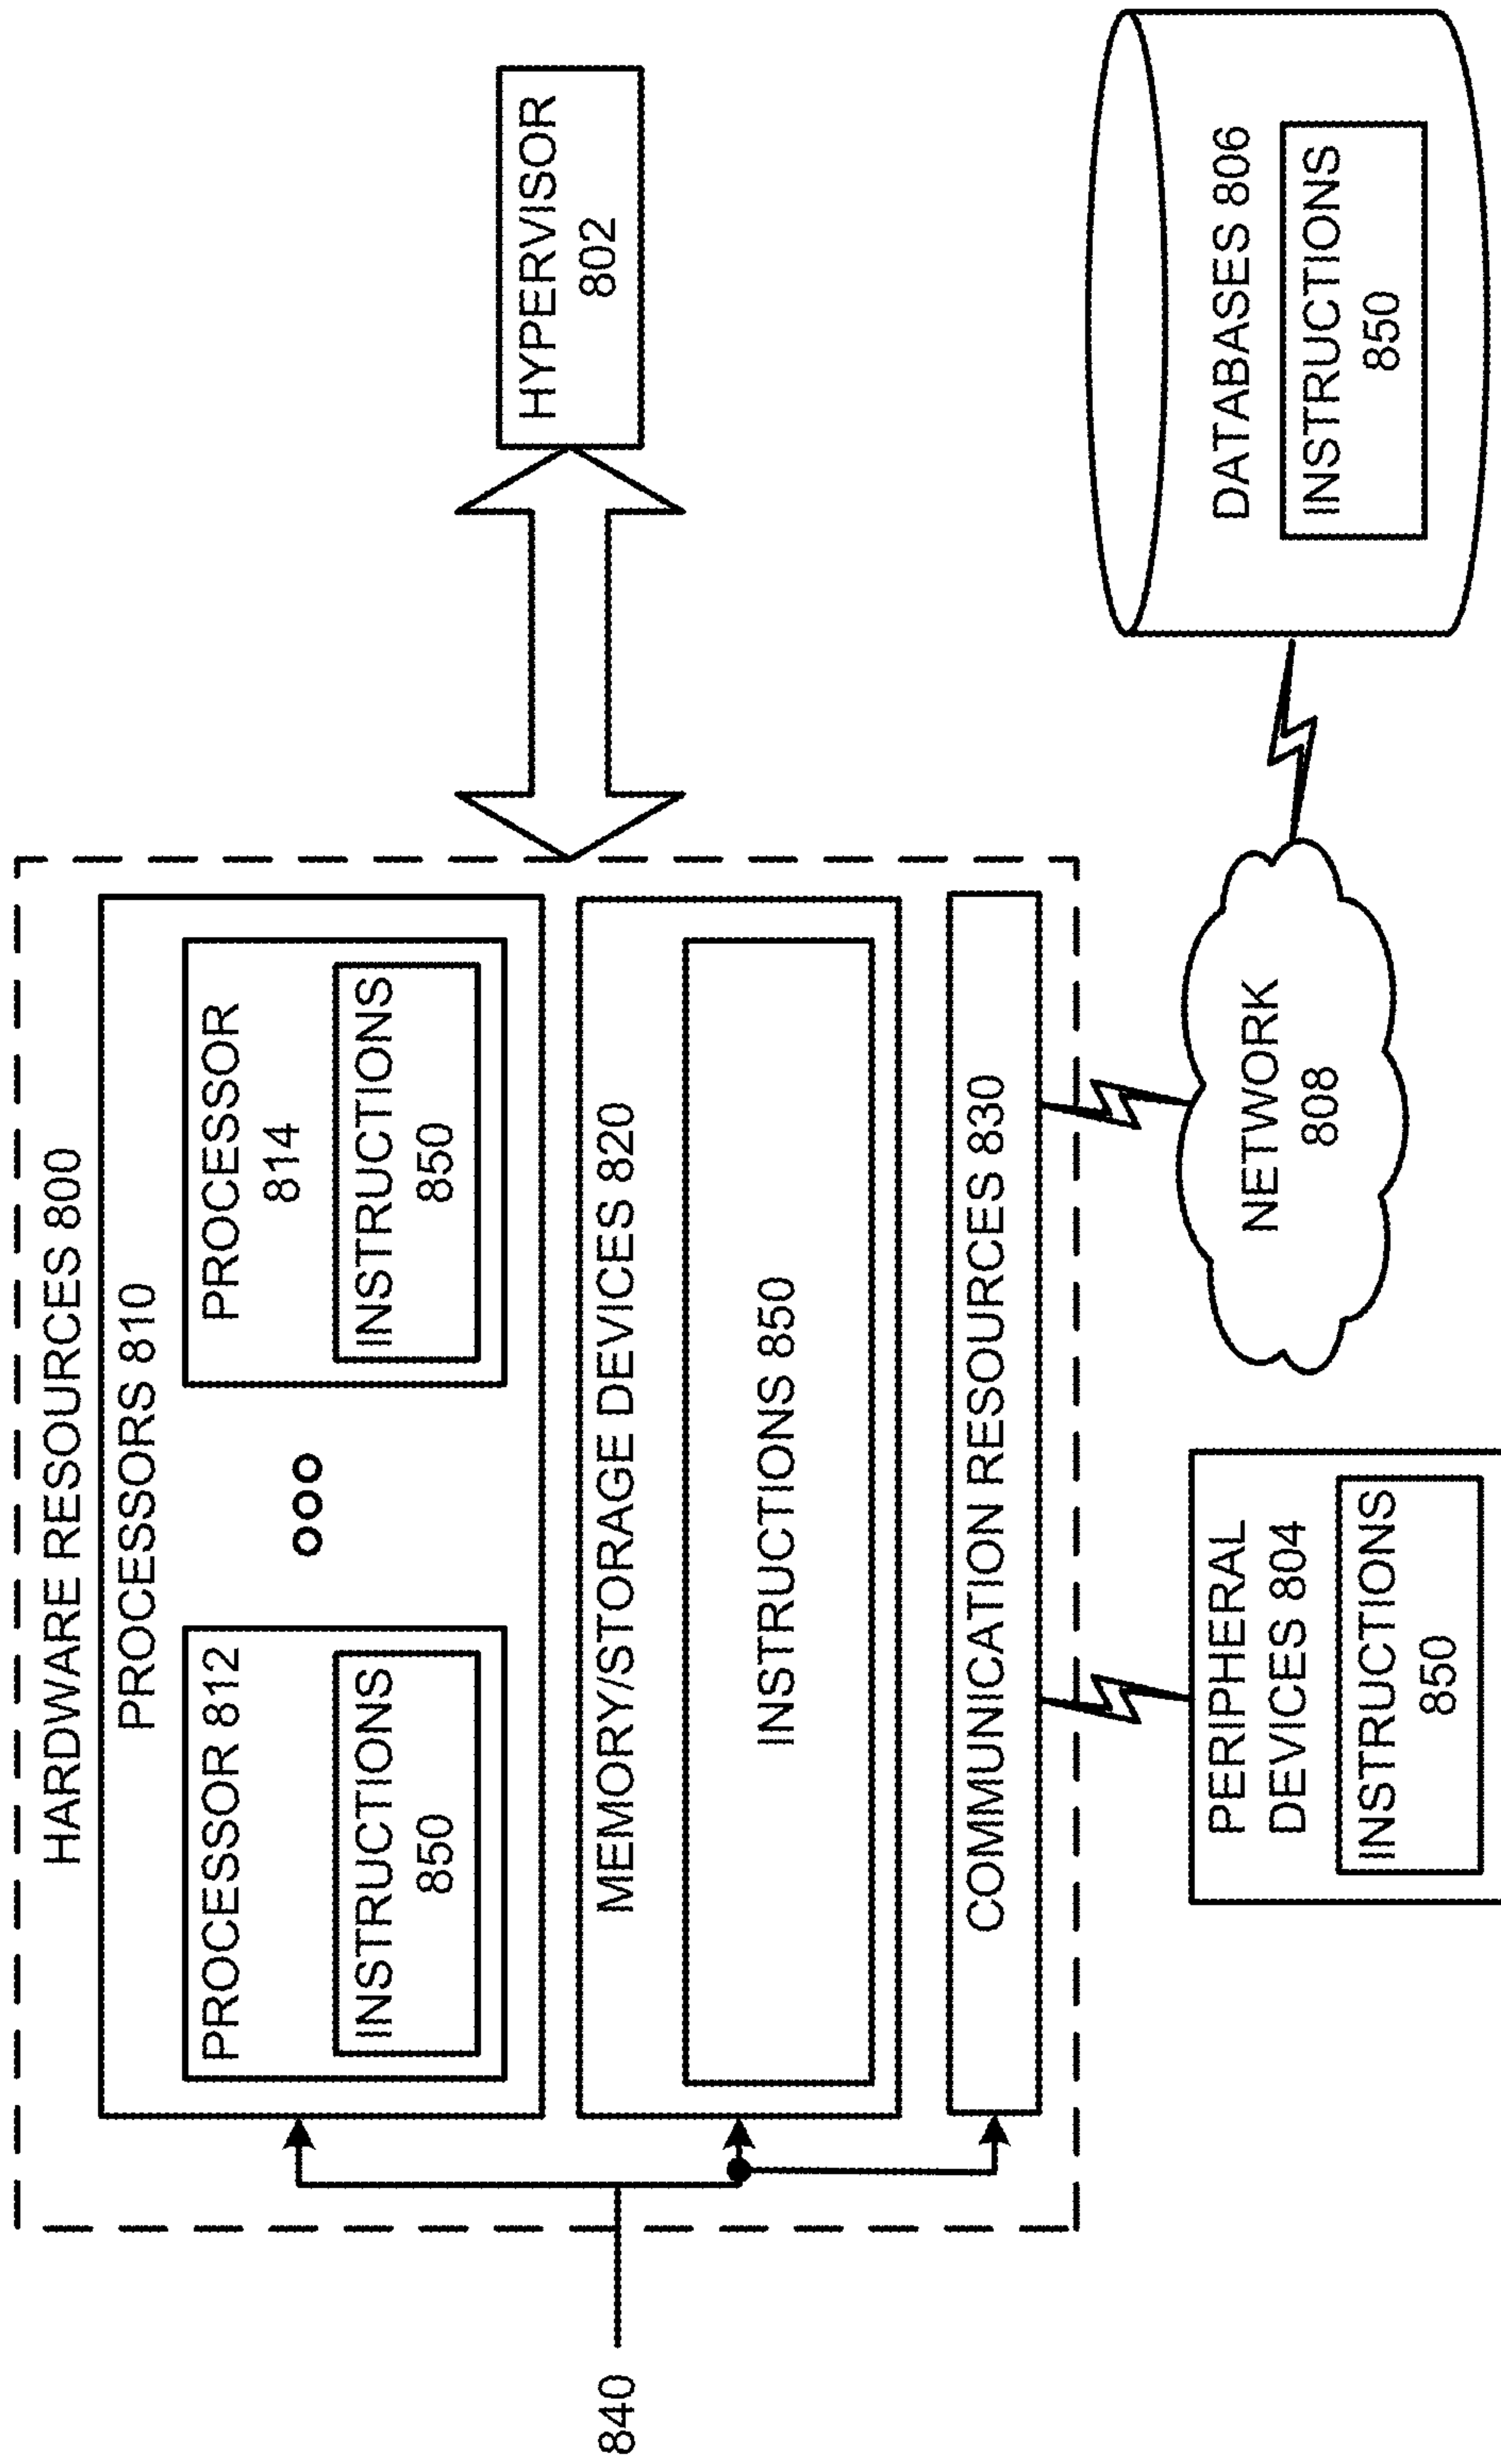 HARDWARE RESOURCES 800
PROCESSORS 810
PROCESSOR 812
INSTRUCTIONS
850
PROCESSOR
814
INSTRUCTIONS
850
MEMORY/STORAGE DEVICES 820
INSTRUCTIONS 850
COMMUNICATION RESOURCES 830
840
HYPERVISOR
802
PERIPHERAL
DEVICES 804
INSTRUCTIONS
850
NETWORK
808
DATABASES 806
INSTRUCTIONS
850